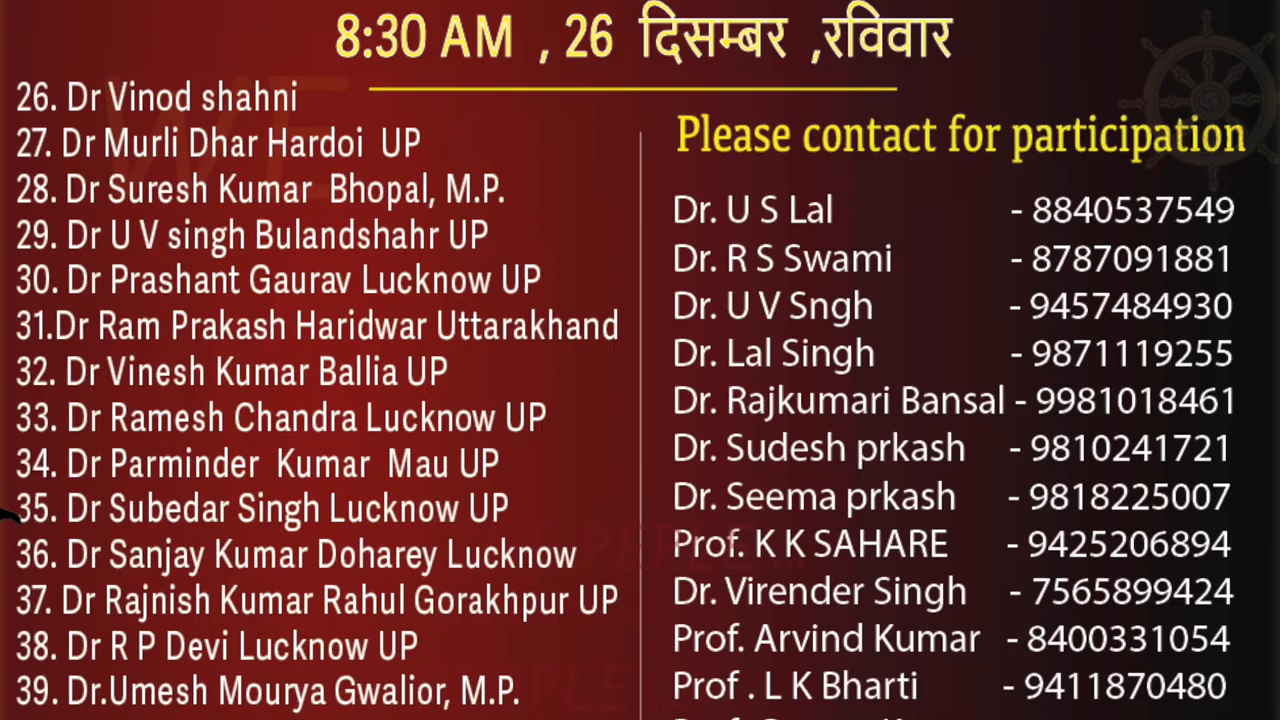 8:30 AM , 26 दिसम्बर ,रविवार
26. Dr Vinod shahni
27. Dr Murli Dhar Hardoi UP
28. Dr Suresh Kumar Bhopal, M.P.
29. Dr U V singh Bulandshahr UP
30. Dr Prashant Gaurav Lucknow UP
31.Dr Ram Prakash Haridwar Uttarakhand
32. Dr Vinesh Kumar Ballia UP
33. Dr Ramesh Chandra Lucknow UP
34. Dr Parminder Kumar Mau UP
35. Dr Subedar Singh Lucknow UP
36. Dr Sanjay Kumar Doharey Lucknow
37. Dr Rajnish Kumar Rahul Gorakhpur UP
38. Dr R P Devi Lucknow UP
39. Dr.Umesh Mourya Gwalior, M.P.
Please contact for participation
Dr. U S Lal - 8840537549
Dr. R S Swami - 8787091881
Dr. U V Sngh - 9457484930
Dr. Lal Singh - 9871119255
Dr. Rajkumari Bansal - 9981018461
Dr. Sudesh prkash - 9810241721
Dr. Seema prkash - 9818225007
Prof. K K SAHARE - 9425206894
Dr. Virender Singh - 7565899424
Prof. Arvind Kumar - 8400331054
Prof . L K Bharti - 9411870480